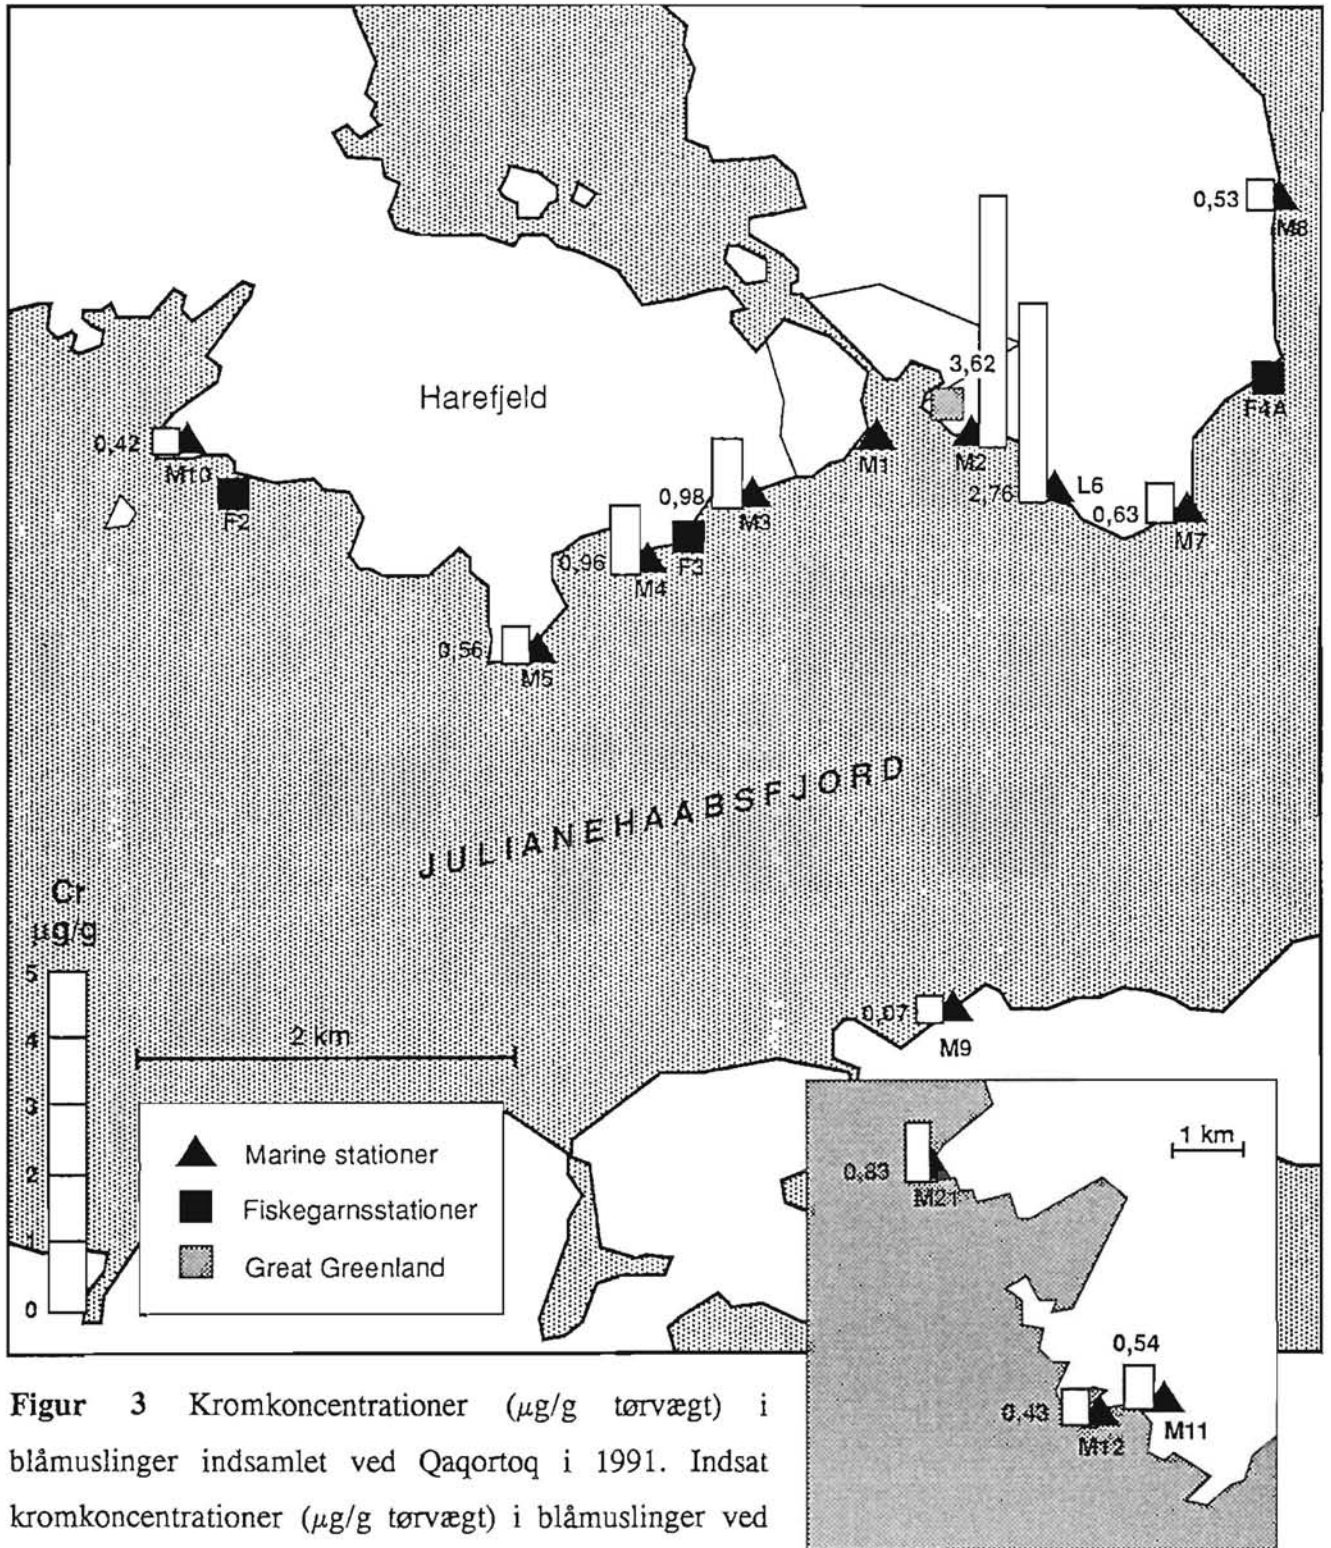 0,53
M8
3,62
Harefjeld
F4A
0,42
M10
M1
M2
F2
0,98
M3
2,76
L6
0,63
M7
0,96
M4
F3
0,56
M5
JULIANEHAABSFJORD
Cr
µg/g
5
4
3
2
1
0
2 km
0,07
M9
Marine stationer
Fiskegarnsstationer
Great Greenland
1 km
0,83
M21
0,54
0,43
M12
M11
Figur 3 Kromkoncentrationer (µg/g tørvægt) i
blåmuslinger indsamlet ved Qaqortoq i 1991. Indsat
kromkoncentrationer (µg/g tørvægt) i blåmuslinger ved